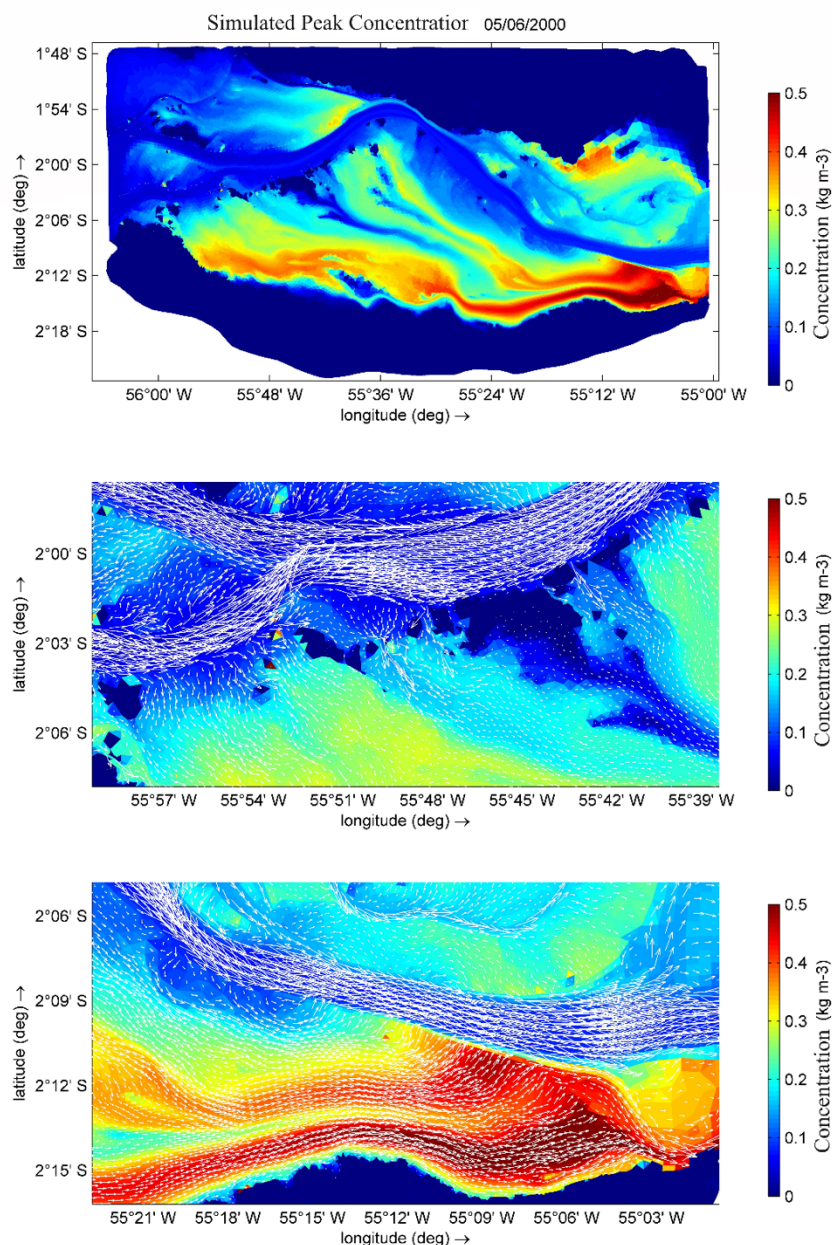 Simulated Peak Concentration 05/06/2000
1°48' S
1°54' S
2°00' S
2°06' S
2°12' S
2°18' S
latitude (deg) →
56°00' W 55°48' W 55°36' W 55°24' W 55°12' W 55°00' W
longitude (deg) →
0.5
0.4
0.3
0.2
0.1
0
Concentration (kg m-3)
2°00' S
2°03' S
2°06' S
latitude (deg) →
55°57' W 55°54' W 55°51' W 55°48' W 55°45' W 55°42' W 55°39' W
longitude (deg) →
0.5
0.4
0.3
0.2
0.1
0
Concentration (kg m-3)
2°06' S
2°09' S
2°12' S
2°15' S
latitude (deg) →
55°21' W 55°18' W 55°15' W 55°12' W 55°09' W 55°06' W 55°03' W
longitude (deg) →
0.5
0.4
0.3
0.2
0.1
0
Concentration (kg m-3)